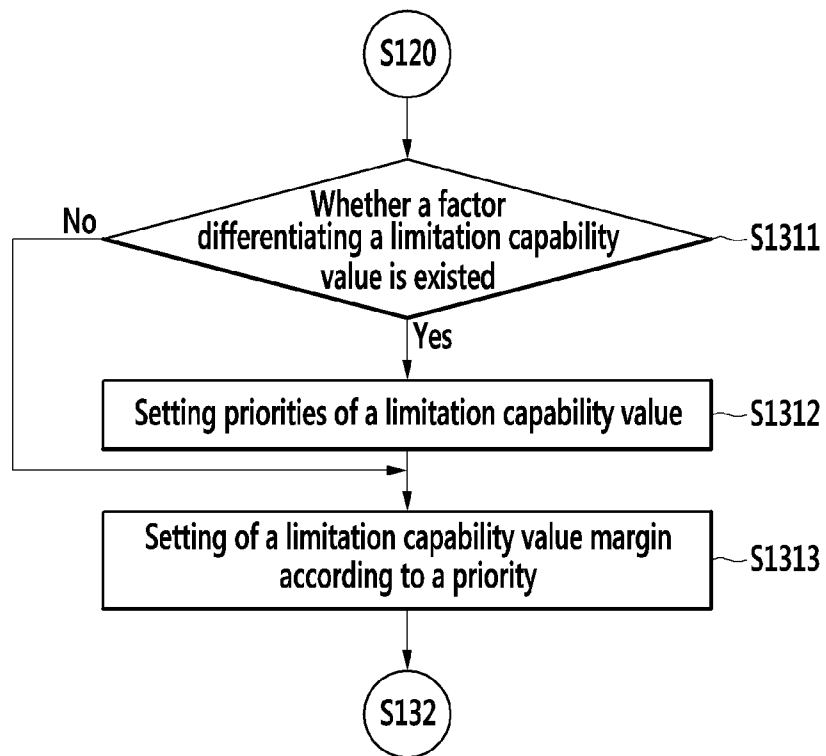 S120
Whether a factor
differentiating a limitation capability
value is existed
No
S1311
Yes
Setting priorities of a limitation capability value
S1312
Setting of a limitation capability value margin
according to a priority
S1313
S132